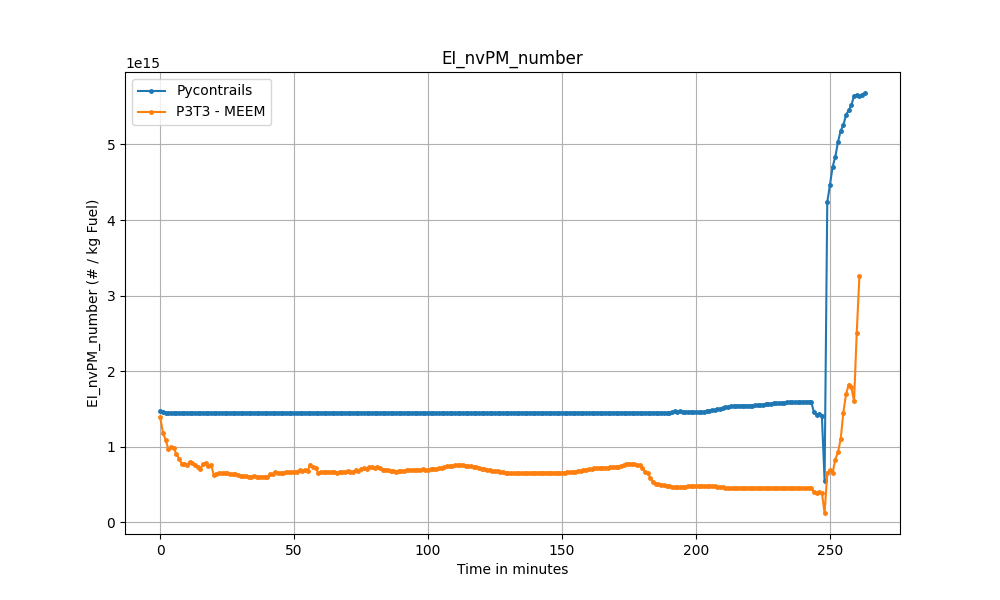 EI_nvPM_number
1e15
Pycontrails
P3T3 - MEEM
EI_nvPM_number (# / kg Fuel)
5
4
3
2
1
0
0 50 100 150 200 250
Time in minutes